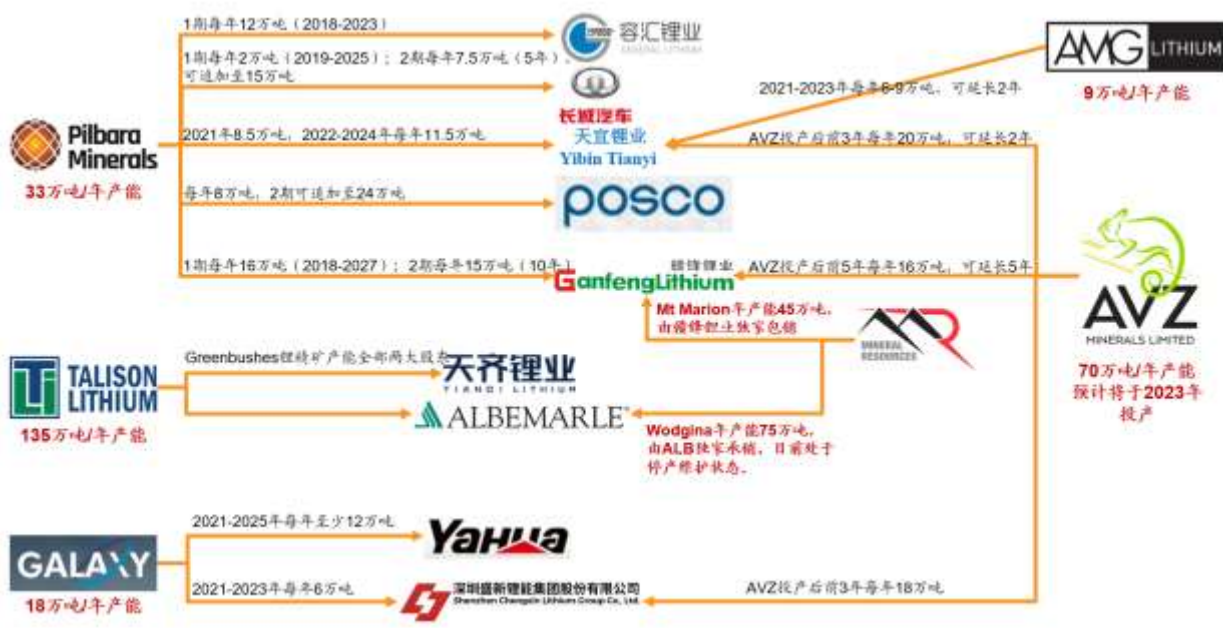 1期每年12万吨（2018-2023）
容汇锂业
AMG LITHIUM
1期每年2万吨（2019-2025）；2期每年7.5万吨（5年），
可追加至15万吨
2021-2023年每年6-9万吨，可延长2年
9万吨/年产能
长城汽车
Pilbara
Minerals
2021年8.5万吨，2022-2024年每年11.5万吨
天宜锂业
Yibin Tianyi
AVZ投产后前3年每年20万吨，可延长2年
33万吨/年产能
每年8万吨，2期可追加至24万吨
posco
1期每年16万吨（2018-2027）；2期每年15万吨（10年）
赣锋锂业
GanfengLithium
AVZ投产后前5年每年16万吨，可延长5年
Mt Marion年产能45万吨，
由赣锋锂业独家包销
MINERAL
RESOURCES
AVZ
MINERALS LIMITED
70万吨/年产能
预计将于2023年
投产
Greenbushes锂精矿产能全部两大股东
TALISON
LITHIUM
天齐锂业
TIANQI LITHIUM
ALBEMARLE
135万吨/年产能
Wodgina年产能75万吨，
由ALB独家承销，目前处于
停产维护状态。
2021-2025年每年至少12万吨
Yahua
GALAXY
2021-2023年每年6万吨
深圳盛新锂能集团股份有限公司
Shenzhen Chengxin Lithium Group Co., Ltd.
AVZ投产后前3年每年18万吨
18万吨/年产能